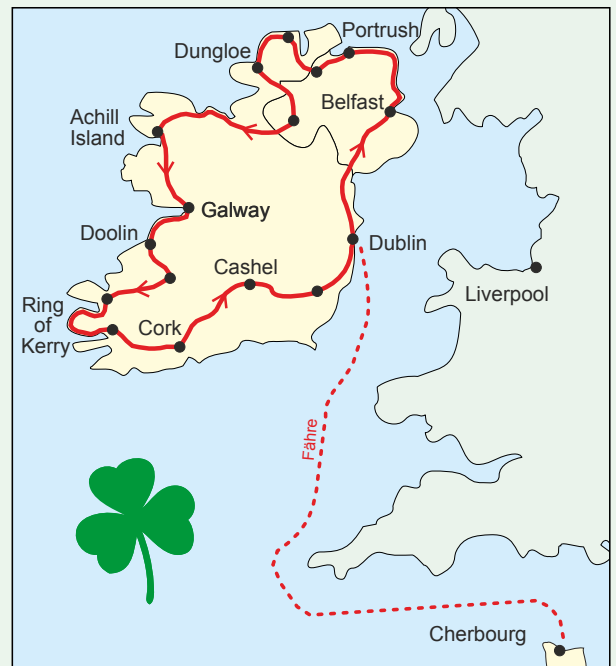 Portrush
Dungloe
Belfast
Achill
Island
Galway
Doolin
Dublin
Cashel
Liverpool
Ring
of
Kerry
Cork
Fähre
Cherbourg